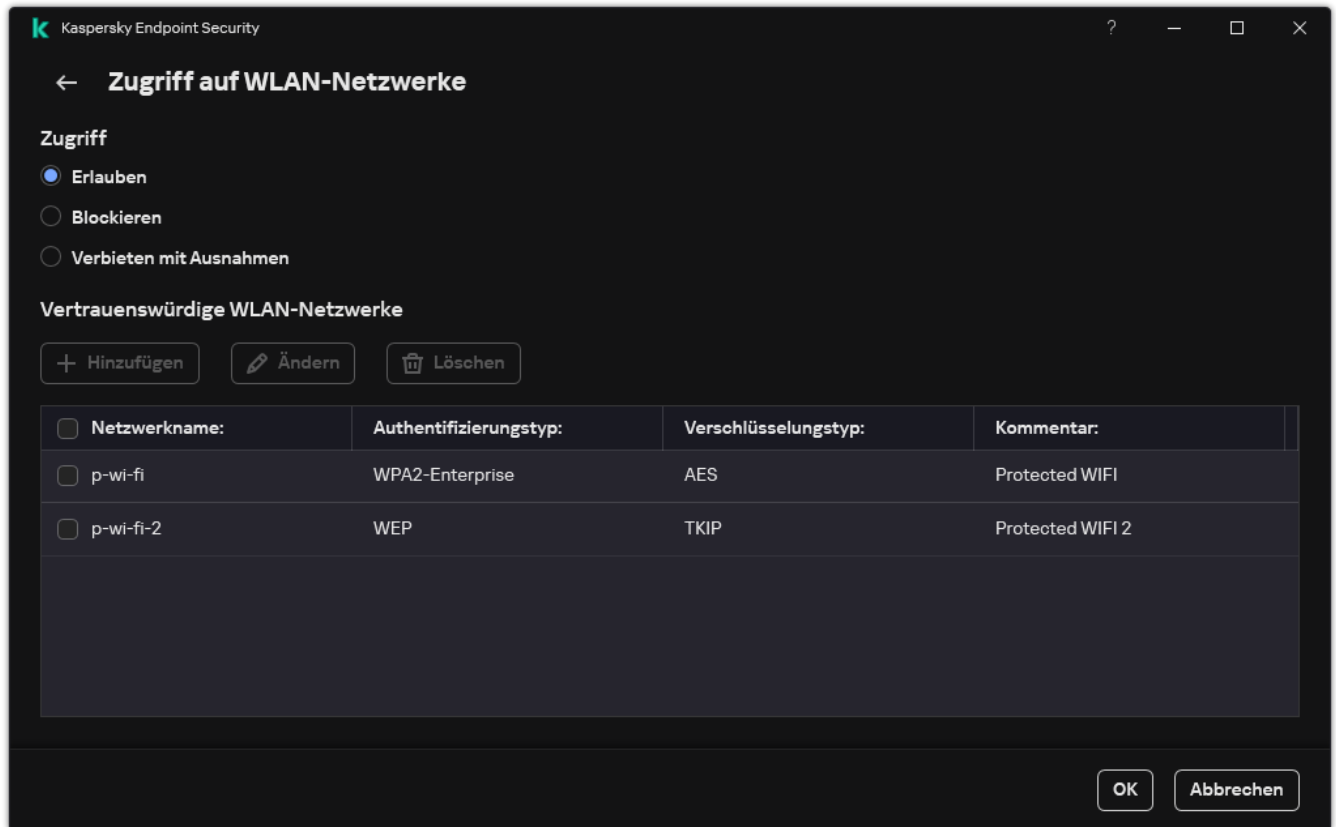 Kaspersky Endpoint Security ?
Zugriff auf WLAN-Netzwerke
Zugriff
Erlauben
Blockieren
Verbieten mit Ausnahmen
Vertrauenswürdige WLAN-Netzwerke
Hinzufügen Ändern Löschen
Netzwerkname: Authentifizierungstyp: Verschlüsselungstyp: Kommentar:
p-wi-fi WPA2-Enterprise AES Protected WIFI
p-wi-fi-2 WEP TKIP Protected WIFI 2
OK Abbrechen